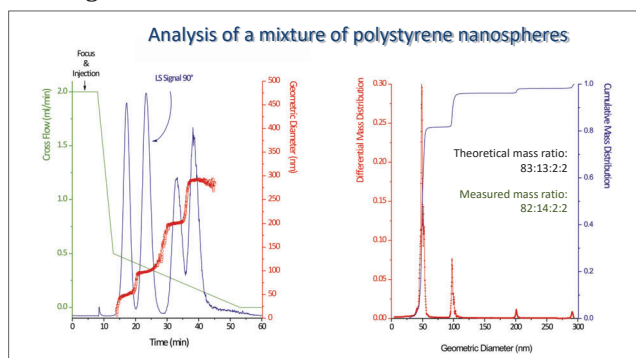 Analysis of a mixture of polystyrene nanospheres
Focus
&
Injection
LS Signal 90°
Cross Flow (ml/min)
2.0
1.5
1.0
0.5
0.0
0 10 20 30 40 50 60
Time (min)
500
450
400
350
300
250
200
150
100
50
0
Geometric Diameter (nm)
Differential Mass Distribution
0.30
0.25
0.20
0.15
0.10
0.05
0.00
Theoretical mass ratio:
83:13:2:2
Measured mass ratio:
82:14:2:2
0 50 100 150 200 250 300
Geometric Diameter (nm)
1.0
0.8
0.6
0.4
0.2
0.0
Cumulative Mass Distribution